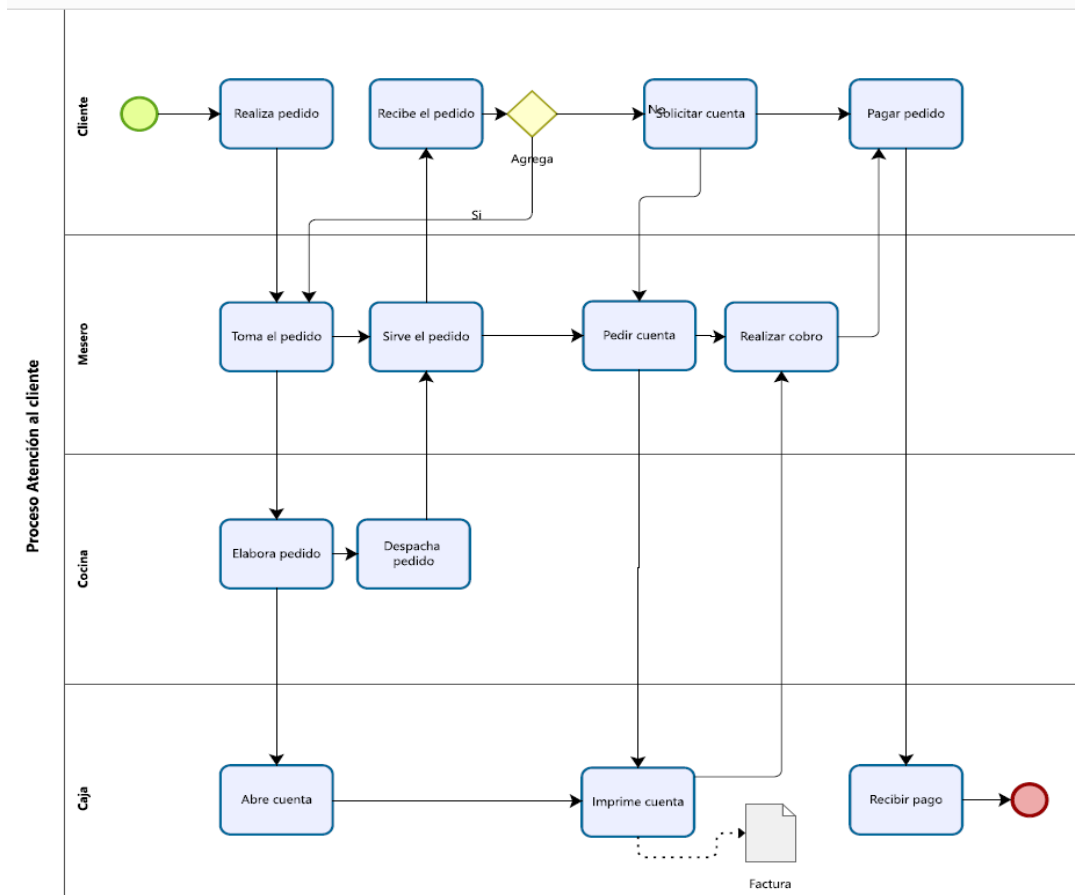 Proceso Atención al cliente
Cliente
Realiza pedido
Recibe el pedido
Agrega
No
Solicitar cuenta
Pagar pedido
Si
Mesero
Toma el pedido
Sirve el pedido
Pedir cuenta
Realizar cobro
Cocina
Elabora pedido
Despacha
pedido
Caja
Abre cuenta
Imprime cuenta
Recibir pago
Factura